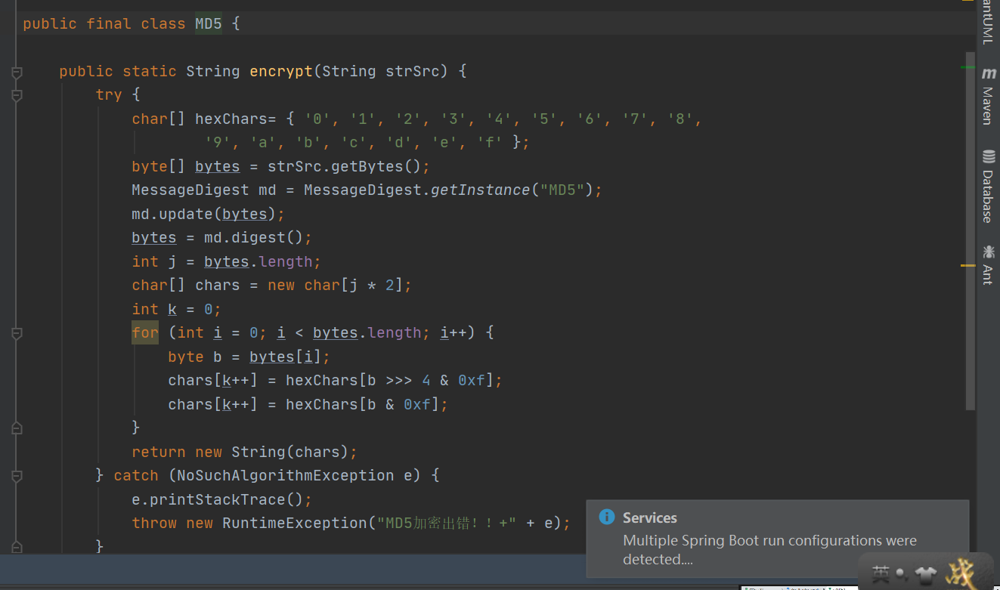 public final class MD5 {
public static String encrypt(String strSrc) {
try {
char[] hexChars= { '0', '1', '2', '3', '4', '5', '6', '7', '8',
'9', 'a', 'b', 'c', 'd', 'e', 'f' };
byte[] bytes = strSrc.getBytes();
MessageDigest md = MessageDigest.getInstance("MD5");
md.update(bytes);
bytes = md.digest();
int j = bytes.length;
char[] chars = new char[j * 2];
int k = 0;
for (int i = 0; i < bytes.length; i++) {
byte b = bytes[i];
chars[k++] = hexChars[b >>> 4 & 0xf];
chars[k++] = hexChars[b & 0xf];
}
return new String(chars);
} catch (NoSuchAlgorithmException e) {
e.printStackTrace();
throw new RuntimeException("MD5加密出错！！+" + e);
}
antUML
m Maven
Database
Ant
Services
Multiple Spring Boot run configurations were
detected....
英
战